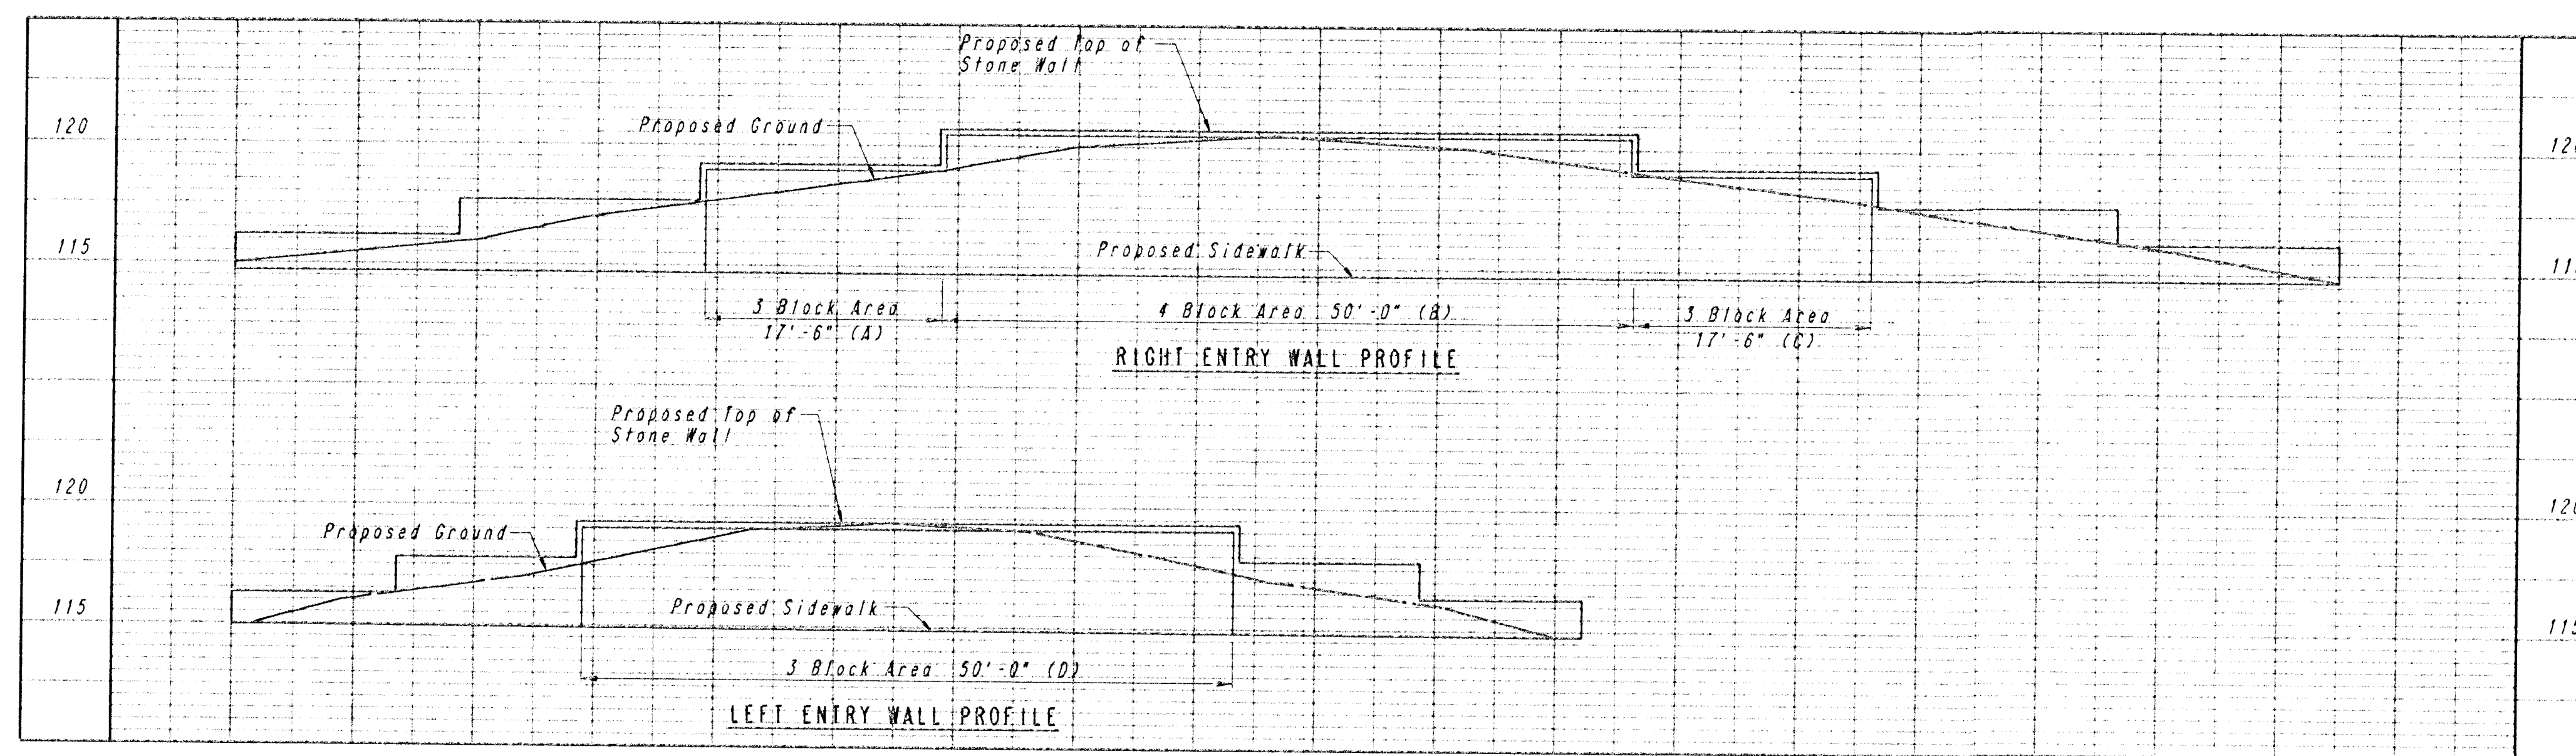 Proposed Top of
Stone Wall
120
Proposed Ground
115
Proposed Sidewalk
3 Block Area
17'-6" (A)
4 Block Area 50'-0" (B)
3 Block Area
17'-6" (C)
RIGHT ENTRY WALL PROFILE
Proposed Top of
Stone Wall
120
120
Proposed Ground
115
115
Proposed Sidewalk
3 Block Area 50'-0" (D)
LEFT ENTRY WALL PROFILE